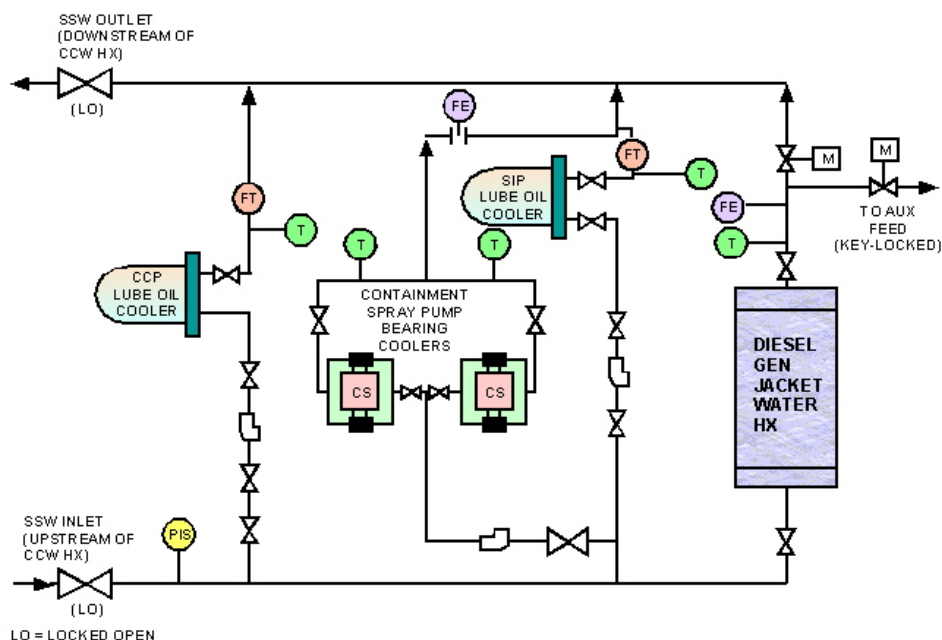 SSW OUTLET
(DOWNSTREAM OF
CCW HX)
(LO)
FE
FT
SIP
LUBE OIL
COOLER
T
M
M
FE
T
TO AUX
FEED
(KEY-LOCKED)
FT
T
T
T
CCP
LUBE OIL
COOLER
CONTAINMENT
SPRAY PUMP
BEARING
COOLERS
CS
CS
DIESEL
GEN
JACKET
WATER
HX
SSW INLET
(UPSTREAM OF
CCW HX)
PIS
(LO)
LO = LOCKED OPEN